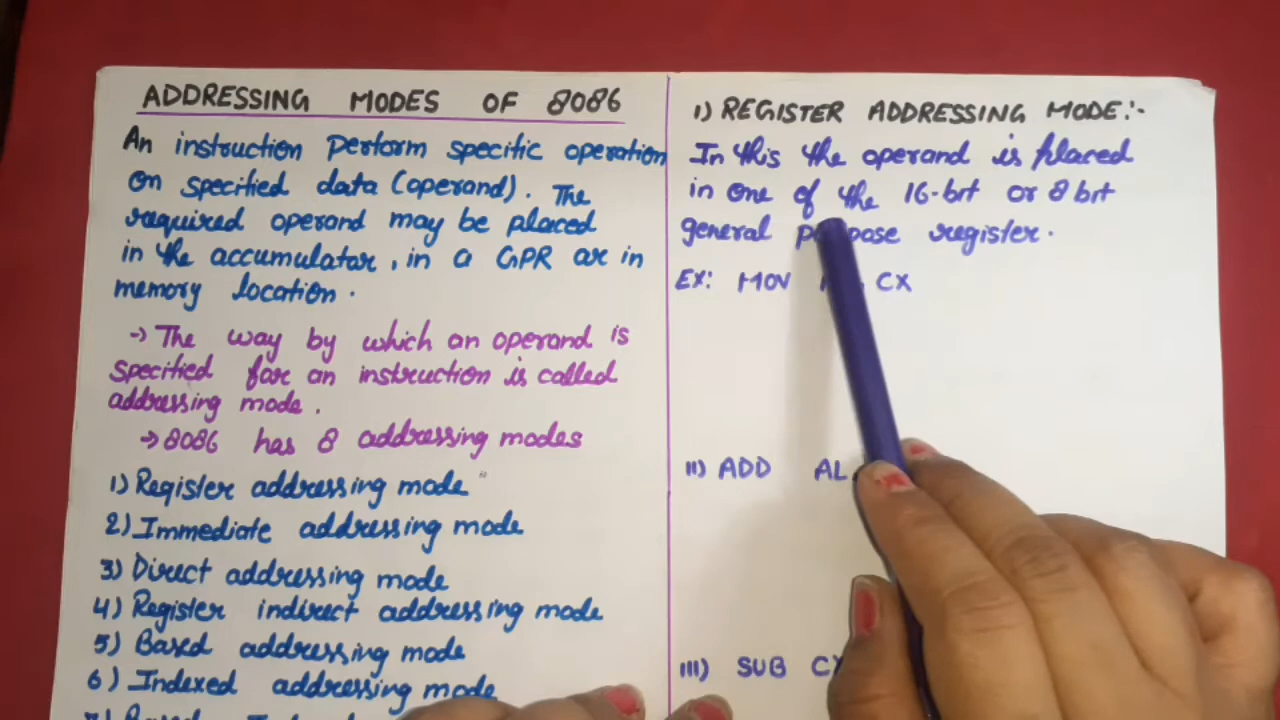 ADDRESSING MODES OF 8086
An instruction perform specific operation
on specified data (operand). The
required operand may be placed
in the accumulator, in a GPR or in
memory location.
→ The way by which an operand is
specified for an instruction is called
addressing mode.
→ 8086 has 8 addressing modes
1) Register addressing mode
2) Immediate addressing mode
3) Direct addressing mode
4) Register indirect addressing mode
5) Based addressing mode
6) Indexed addressing mode
1) REGISTER ADDRESSING MODE:-
In this the operand is placed
in one of the 16-bit or 8 bit
general purpose register.
EX: MOV CX
II) ADD AL
III) SUB